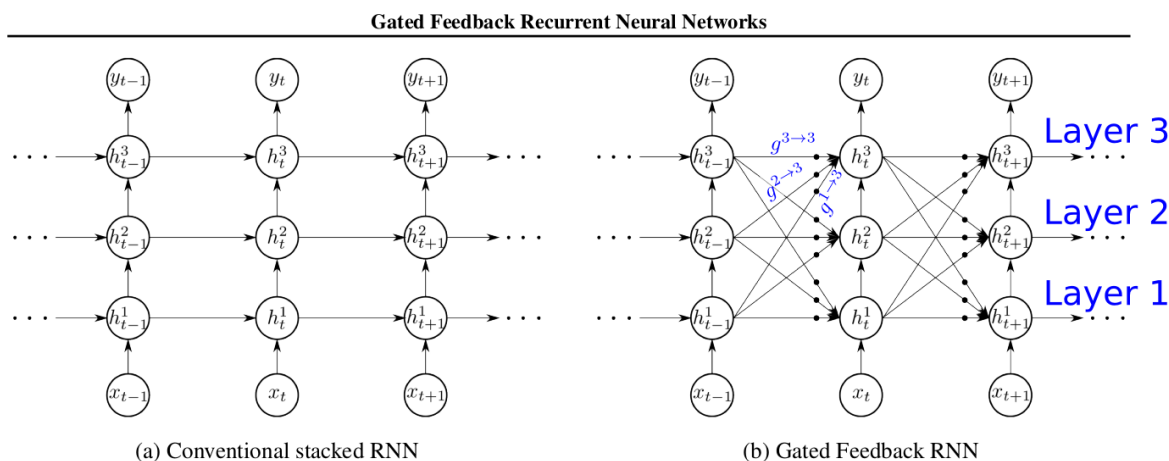 Gated Feedback Recurrent Neural Networks
y_{t−1} y_t y_{t+1} y_{t−1} y_t y_{t+1}
Layer 3
g^{3→3}
· · · h^3_{t−1} h^3_t h^3_{t+1} · · · · · · h^3_{t−1} h^3_t h^3_{t+1} · · ·
g^{2→3} g^{1→3}
Layer 2
· · · h^2_{t−1} h^2_t h^2_{t+1} · · · · · · h^2_{t−1} h^2_t h^2_{t+1} · · ·
Layer 1
· · · h^1_{t−1} h^1_t h^1_{t+1} · · · · · · h^1_{t−1} h^1_t h^1_{t+1} · · ·
x_{t−1} x_t x_{t+1} x_{t−1} x_t x_{t+1}
(a) Conventional stacked RNN (b) Gated Feedback RNN